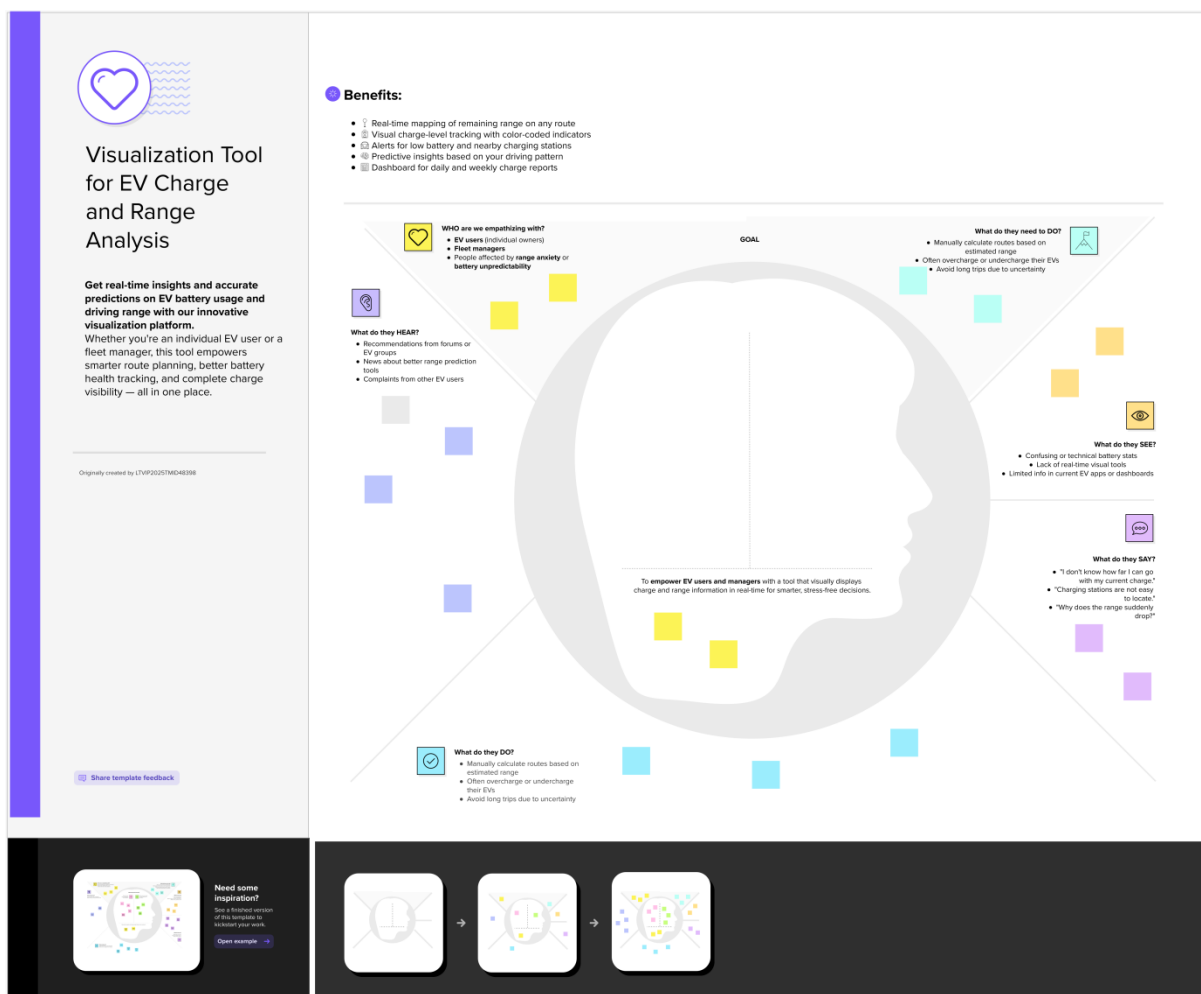 Visualization Tool
for EV Charge
and Range
Analysis
Get real-time insights and accurate
predictions on EV battery usage and
driving range with our innovative
visualization platform.
Whether you're an individual EV user or a
fleet manager, this tool empowers
smarter route planning, better battery
health tracking, and complete charge
visibility — all in one place.
Originally created by LTVIP2025TMID48398
Share template feedback
Need some
inspiration?
See a finished version
of this template to
kickstart your work.
Open example
Benefits:
Real-time mapping of remaining range on any route
Visual charge-level tracking with color-coded indicators
Alerts for low battery and nearby charging stations
Predictive insights based on your driving pattern
Dashboard for daily and weekly charge reports
WHO are we empathizing with?
EV users (individual owners)
Fleet managers
People affected by range anxiety or
battery unpredictability
GOAL
What do they need to DO?
Manually calculate routes based on
estimated range
Often overcharge or undercharge their EVs
Avoid long trips due to uncertainty
What do they HEAR?
Recommendations from forums or
EV groups
News about better range prediction
tools
Complaints from other EV users
What do they SEE?
Confusing or technical battery stats
Lack of real-time visual tools
Limited info in current EV apps or dashboards
What do they SAY?
"I don't know how far I can go
with my current charge."
"Charging stations are not easy
to locate."
"Why does the range suddenly
drop?"
To empower EV users and managers with a tool that visually displays
charge and range information in real-time for smarter, stress-free decisions.
What do they DO?
Manually calculate routes based on
estimated range
Often overcharge or undercharge
their EVs
Avoid long trips due to uncertainty